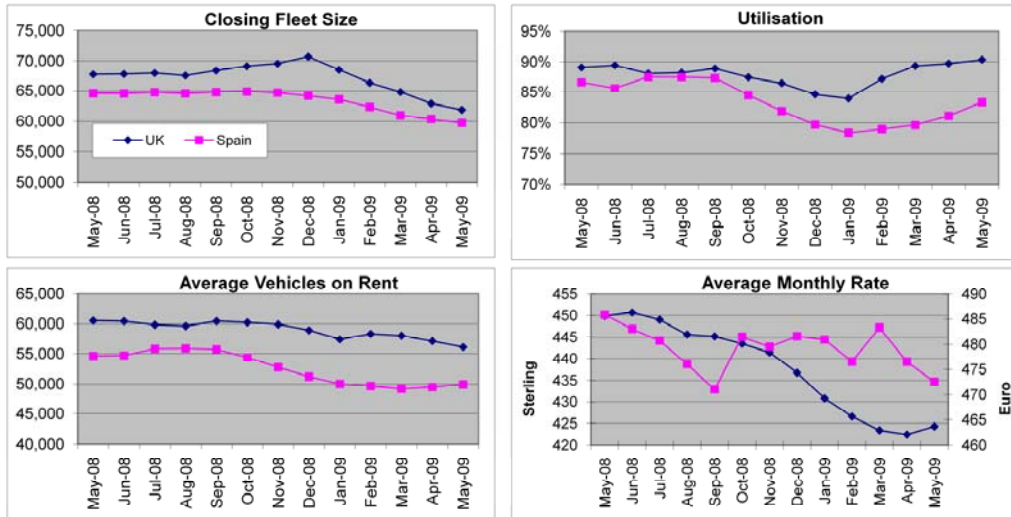 Closing Fleet Size
75,000
70,000
65,000
60,000
55,000
50,000
UK
Spain
May-08
Jun-08
Jul-08
Aug-08
Sep-08
Oct-08
Nov-08
Dec-08
Jan-09
Feb-09
Mar-09
Apr-09
May-09
Utilisation
95%
90%
85%
80%
75%
70%
May-08
Jun-08
Jul-08
Aug-08
Sep-08
Oct-08
Nov-08
Dec-08
Jan-09
Feb-09
Mar-09
Apr-09
May-09
Average Vehicles on Rent
65,000
60,000
55,000
50,000
45,000
40,000
May-08
Jun-08
Jul-08
Aug-08
Sep-08
Oct-08
Nov-08
Dec-08
Jan-09
Feb-09
Mar-09
Apr-09
May-09
Average Monthly Rate
Sterling
455
450
445
440
435
430
425
420
490
485
480
475
470
465
460
Euro
May-08
Jun-08
Jul-08
Aug-08
Sep-08
Oct-08
Nov-08
Dec-08
Jan-09
Feb-09
Mar-09
Apr-09
May-09